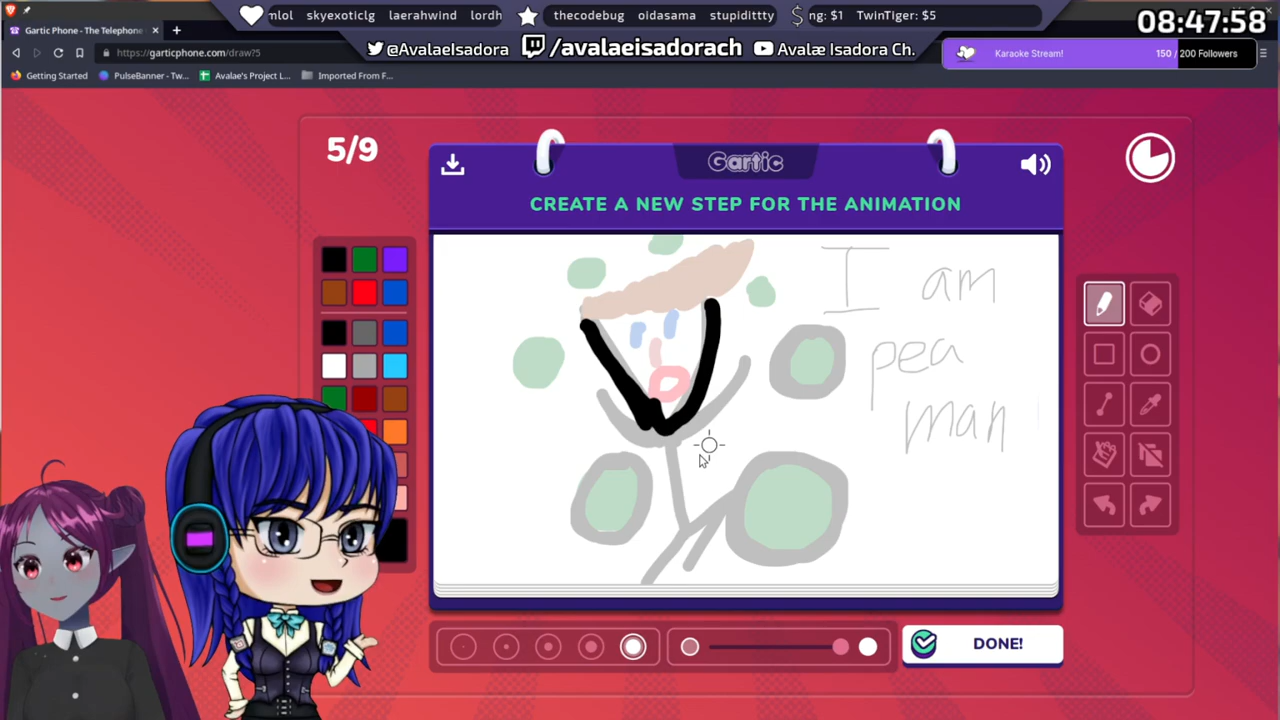 mlol skyexoticlg laerahwind lordh thecodebug oidasama stupidittty $ ng: $1 TwinTiger: $5
08:47:58
Gartic Phone - The Telephone
https://garticphone.com/draw?5
@AvalaeIsadora /avalaeisadorach Avalæ Isadora Ch.
Karaoke Stream! 150 / 200 Followers
Getting Started PulseBanner - Tw... Avalae's Project L... Imported From F...
5/9
Gartic
CREATE A NEW STEP FOR THE ANIMATION
I am
pea
man
DONE!